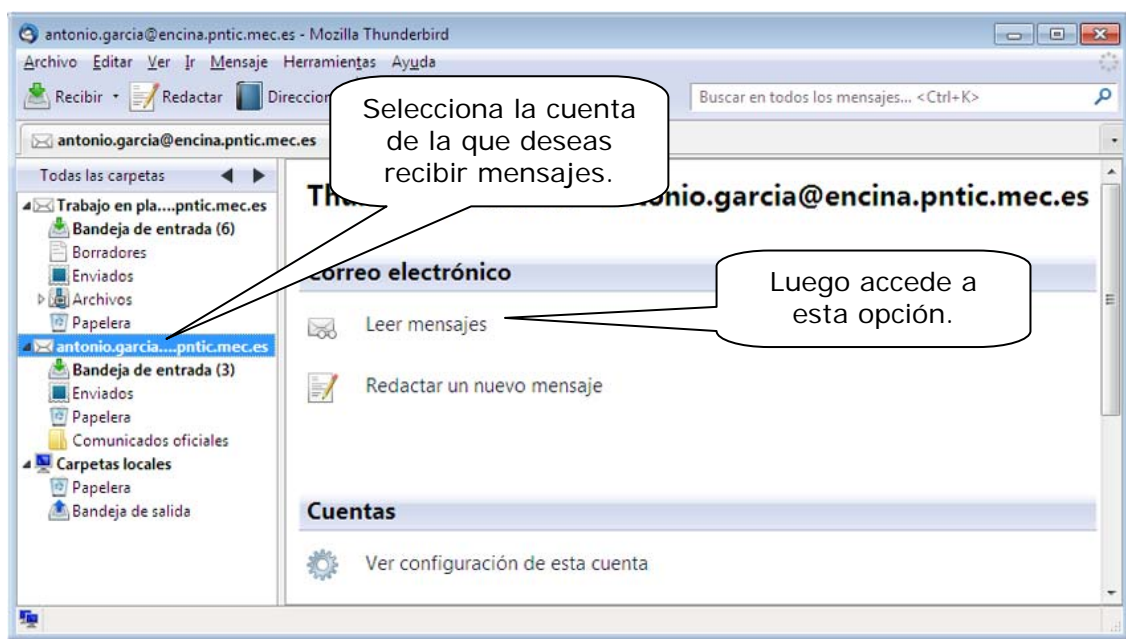 antonio.garcia@encina.pntic.mec.es - Mozilla Thunderbird
Archivo Editar Ver Ir Mensaje Herramientas Ayuda
Recibir Redactar Direccion
Buscar en todos los mensajes... <Ctrl+K>
antonio.garcia@encina.pntic.mec.es
Selecciona la cuenta
de la que deseas
recibir mensajes.
Todas las carpetas
Trabajo en pla....pntic.mec.es
Bandeja de entrada (6)
Borradores
Enviados
Archivos
Papelera
antonio.garcia....pntic.mec.es
Bandeja de entrada (3)
Enviados
Papelera
Comunicados oficiales
Carpetas locales
Papelera
Bandeja de salida
onio.garcia@encina.pntic.mec.es
Correo electrónico
Leer mensajes
Luego accede a
esta opción.
Redactar un nuevo mensaje
Cuentas
Ver configuración de esta cuenta